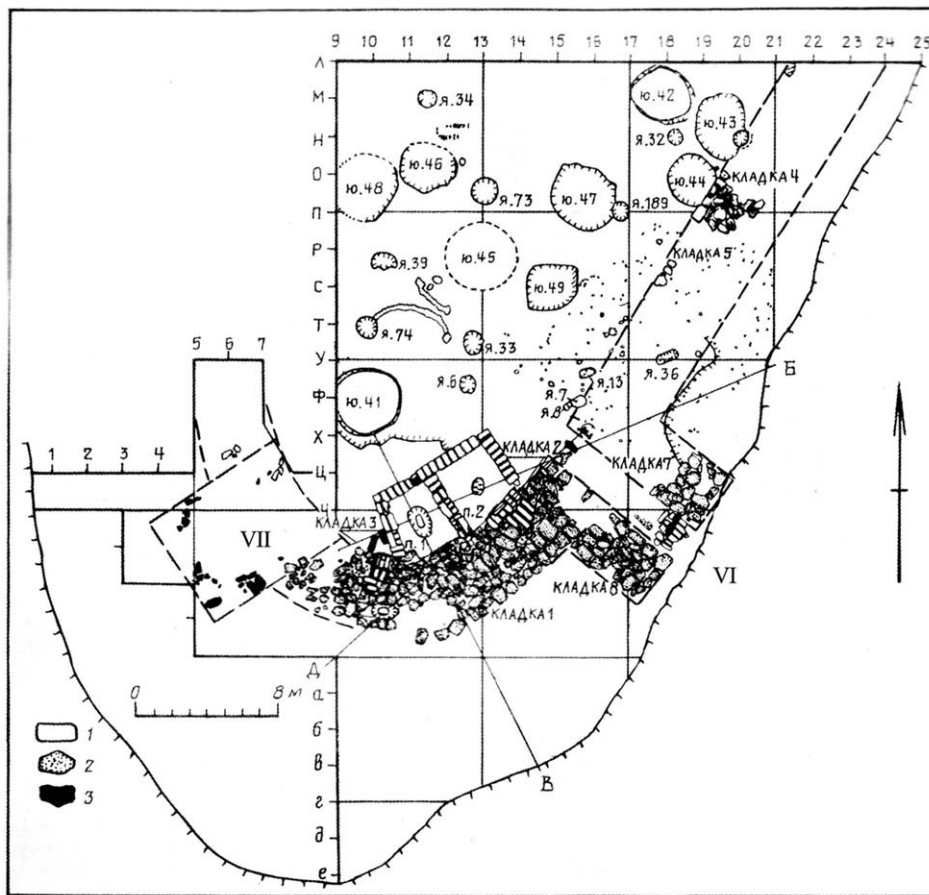 9 10 11 12 13 14 15 16 17 18 19 20 21 22 23 24 25
Л
М
Н
О
П
Р
С
Т
У
Ф
Х
Ц
Ч
я.34
ю.42
ю.43
я.32
ю.46
ю.48
я.73
ю.47
ю.44
КЛАДКА 4
я.189
я.39
ю.45
КЛАДКА 5
ю.49
я.74
я.33
5 6 7
я.6
я.13
я.36
Б
я.7
я.8
ю.41
КЛАДКА 2
КЛАДКА 7
1 2 3 4
КЛАДКА 3
п.1
п.2
VII
VI
КЛАДКА 6
КЛАДКА 1
Д
0 8 м
а
б
в
г
д
е
В
1
2
3